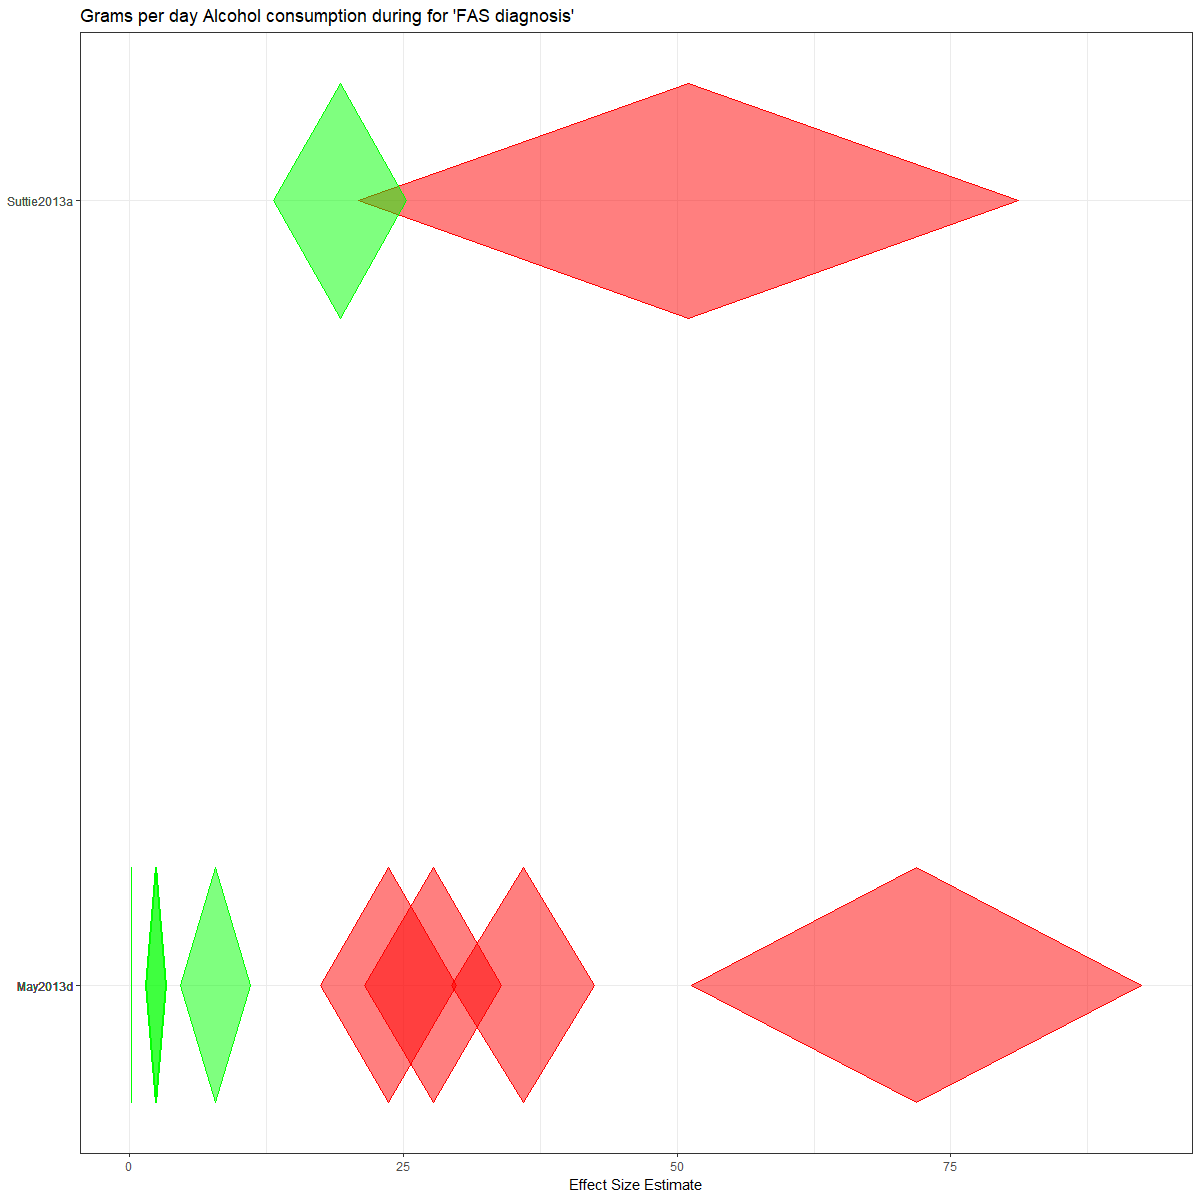 Grams per day Alcohol consumption during for 'FAS diagnosis'
Suttie2013a
May2013d
0 25 50 75
Effect Size Estimate